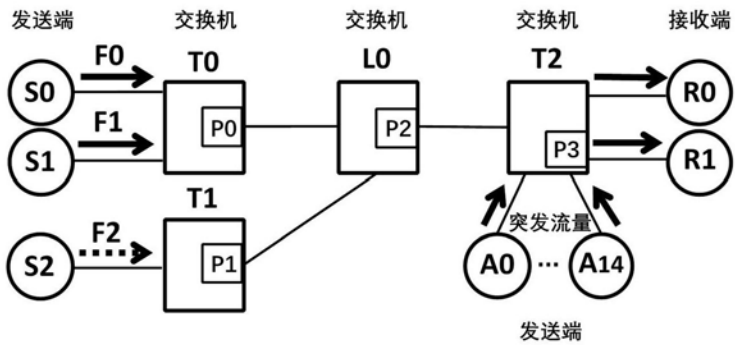 发送端 交换机 交换机 交换机 接收端
F0 T0 L0 T2
S0 R0
F1 P0 P2
S1 P3 R1
T1
F2 突发流量
S2 P1 A0 ... A14
发送端